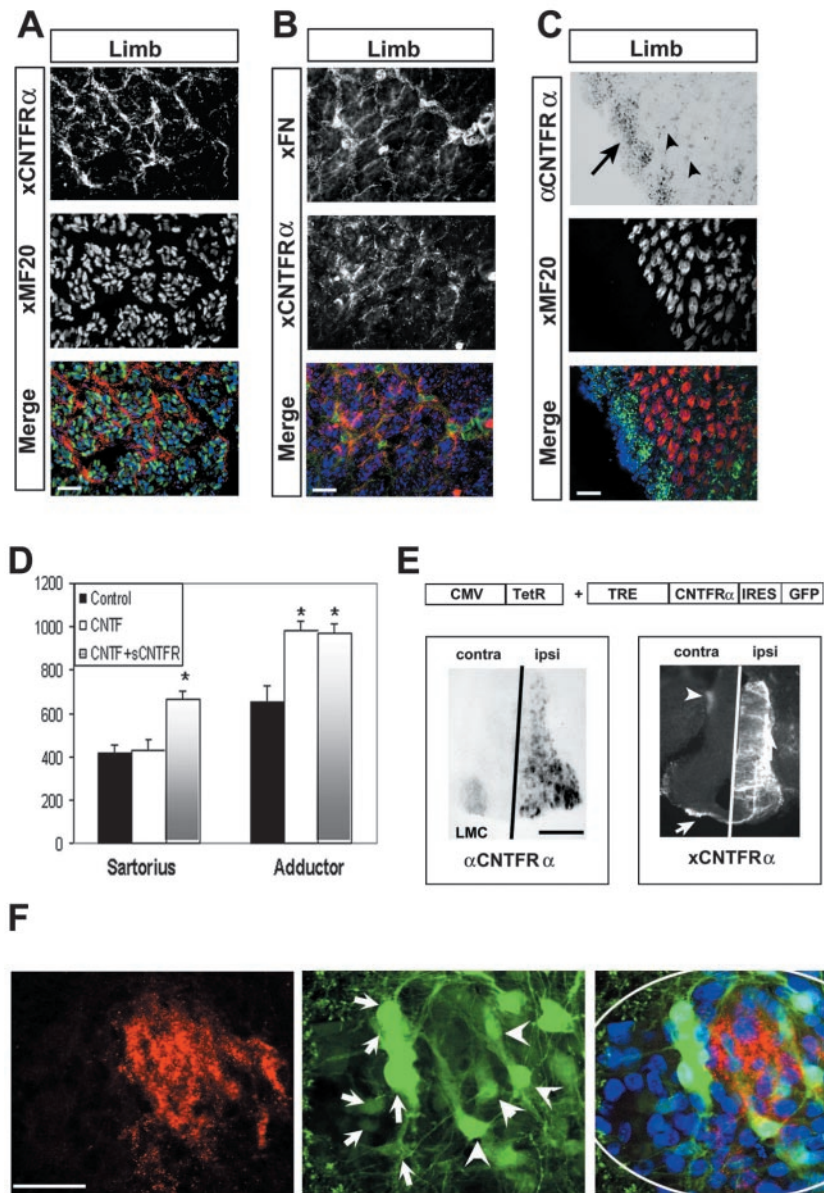 A
Limb
xCNTFRα
xMF20
Merge
B
Limb
xFN
xCNTFRα
Merge
C
Limb
αCNTFRα
xMF20
Merge
D
1200
1000
800
600
400
200
0
Control
CNTF
CNTF+sCNTFR
*
* *
Sartorius Adductor
E
CMV TetR + TRE CNTFRα IRES GFP
contra ipsi
LMC
αCNTFR α
contra ipsi
xCNTFRα
F